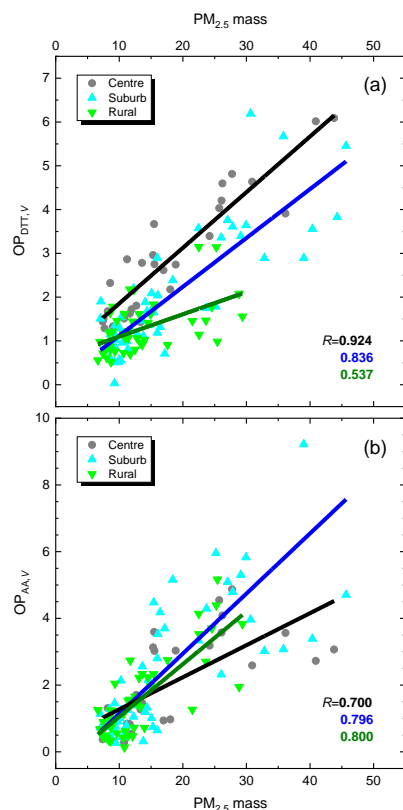 PM2.5 mass
0 10 20 30 40 50
(a)
Centre
Suburb
Rural
7
6
5
4
3
2
1
0
OPDTT,V
R=0.924
0.836
0.537
(b)
Centre
Suburb
Rural
10
8
6
4
2
0
OPAA,V
R=0.700
0.796
0.800
0 10 20 30 40 50
PM2.5 mass